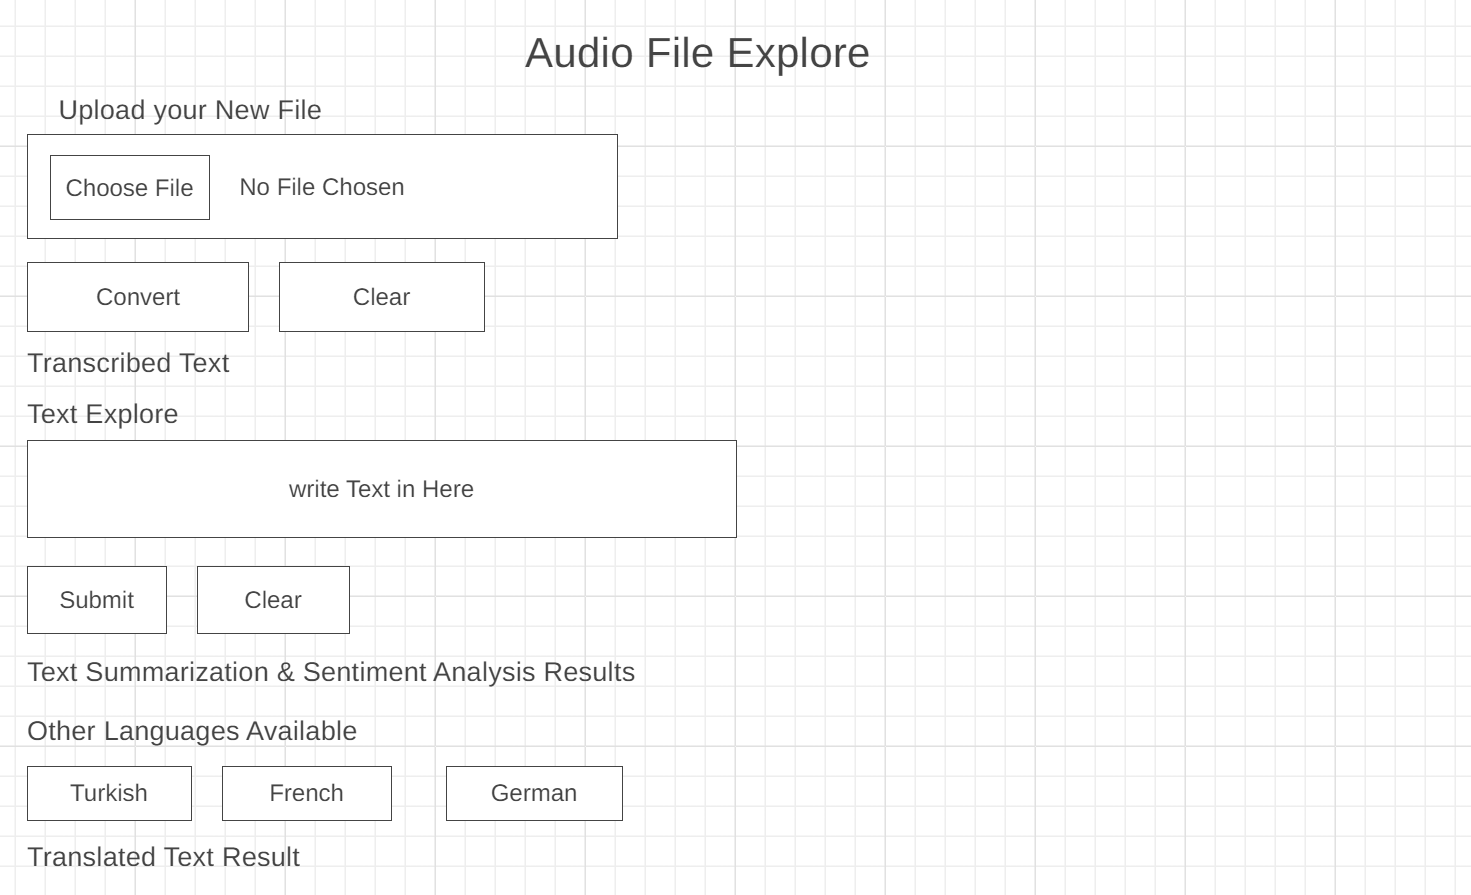 Audio File Explore
Upload your New File
Choose File No File Chosen
Convert Clear
Transcribed Text
Text Explore
write Text in Here
Submit Clear
Text Summarization & Sentiment Analysis Results
Other Languages Available
Turkish French German
Translated Text Result